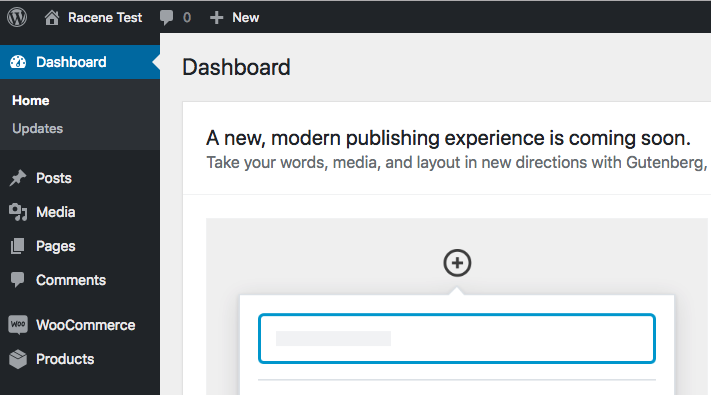 Racene Test 0 New
Dashboard
Home
Updates
Posts
Media
Pages
Comments
WOO WooCommerce
Products
Dashboard
A new, modern publishing experience is coming soon.
Take your words, media, and layout in new directions with Gutenberg,